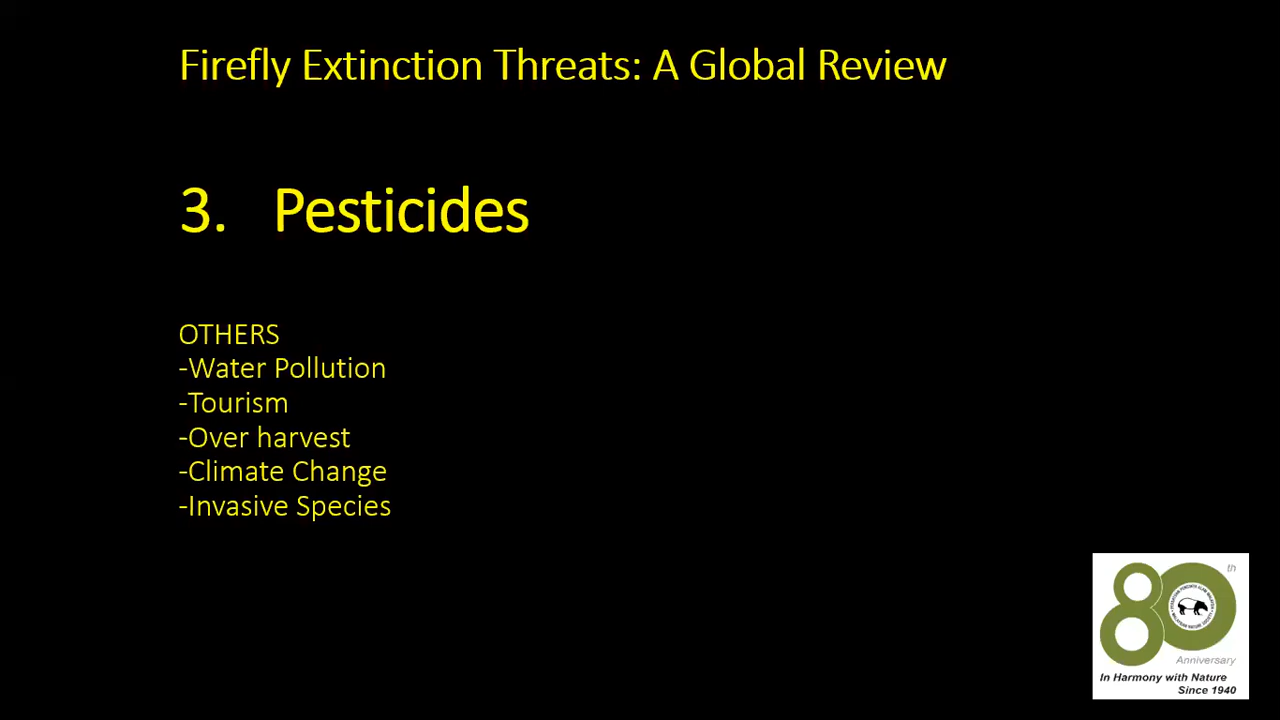 Firefly Extinction Threats: A Global Review
3. Pesticides
OTHERS
-Water Pollution
-Tourism
-Over harvest
-Climate Change
-Invasive Species
80th
Anniversary
In Harmony with Nature
Since 1940